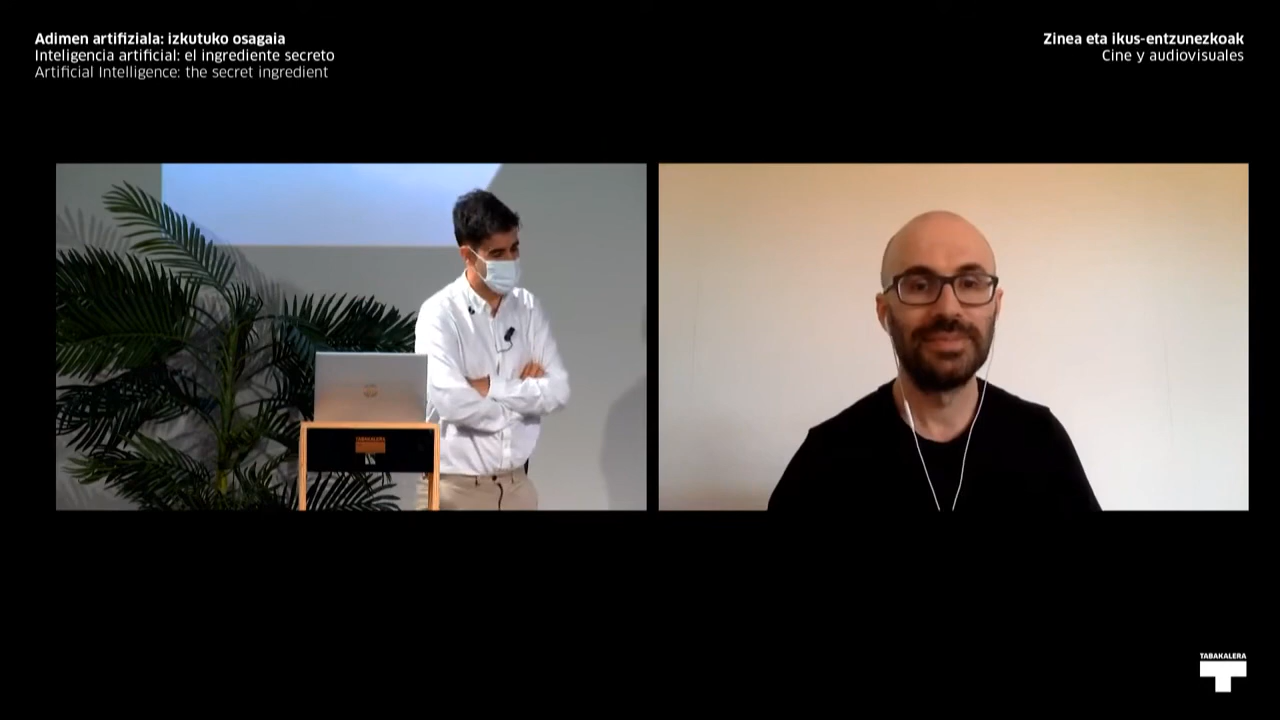 Adimen artifiziala: izkutuko osagaia
Inteligencia artificial: el ingrediente secreto
Artificial Intelligence: the secret ingredient
Zinea eta ikus-entzunezkoak
Cine y audiovisuales
TABAKALERA
TABAKALERA